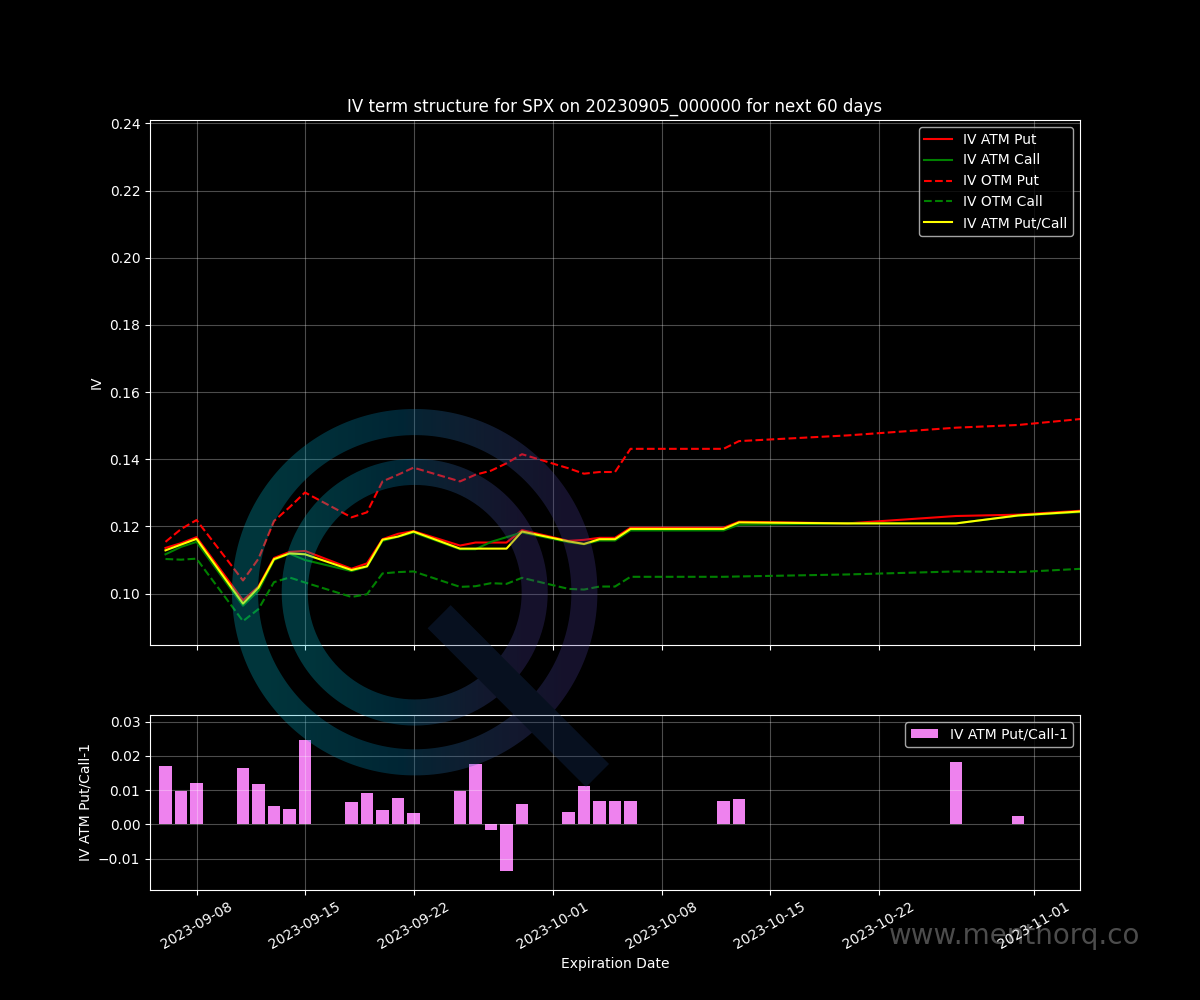 IV term structure for SPX on 20230905_000000 for next 60 days
0.24
0.22
0.20
0.18
0.16
0.14
0.12
0.10
IV
IV ATM Put
IV ATM Call
IV OTM Put
IV OTM Call
IV ATM Put/Call
0.03
0.02
0.01
0.00
−0.01
IV ATM Put/Call-1
IV ATM Put/Call-1
2023-09-08
2023-09-15
2023-09-22
2023-10-01
2023-10-08
2023-10-15
2023-10-22
2023-11-01
Expiration Date
www.menthorq.co